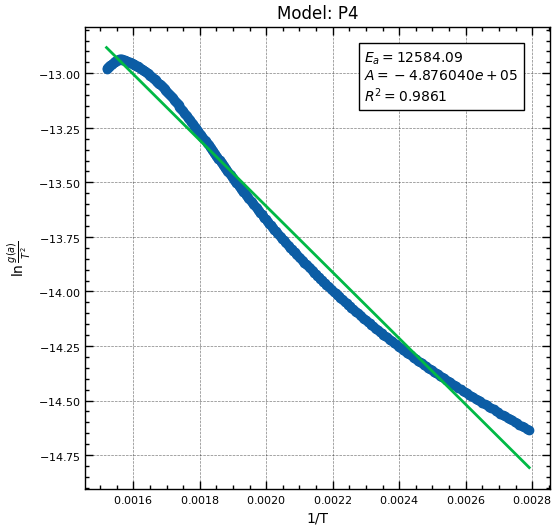 Model: P4
E_a = 12584.09
A = −4.876040e + 05
R² = 0.9861
−13.00
−13.25
−13.50
−13.75
−14.00
−14.25
−14.50
−14.75
ln g(a)/T²
0.0016 0.0018 0.0020 0.0022 0.0024 0.0026 0.0028
1/T